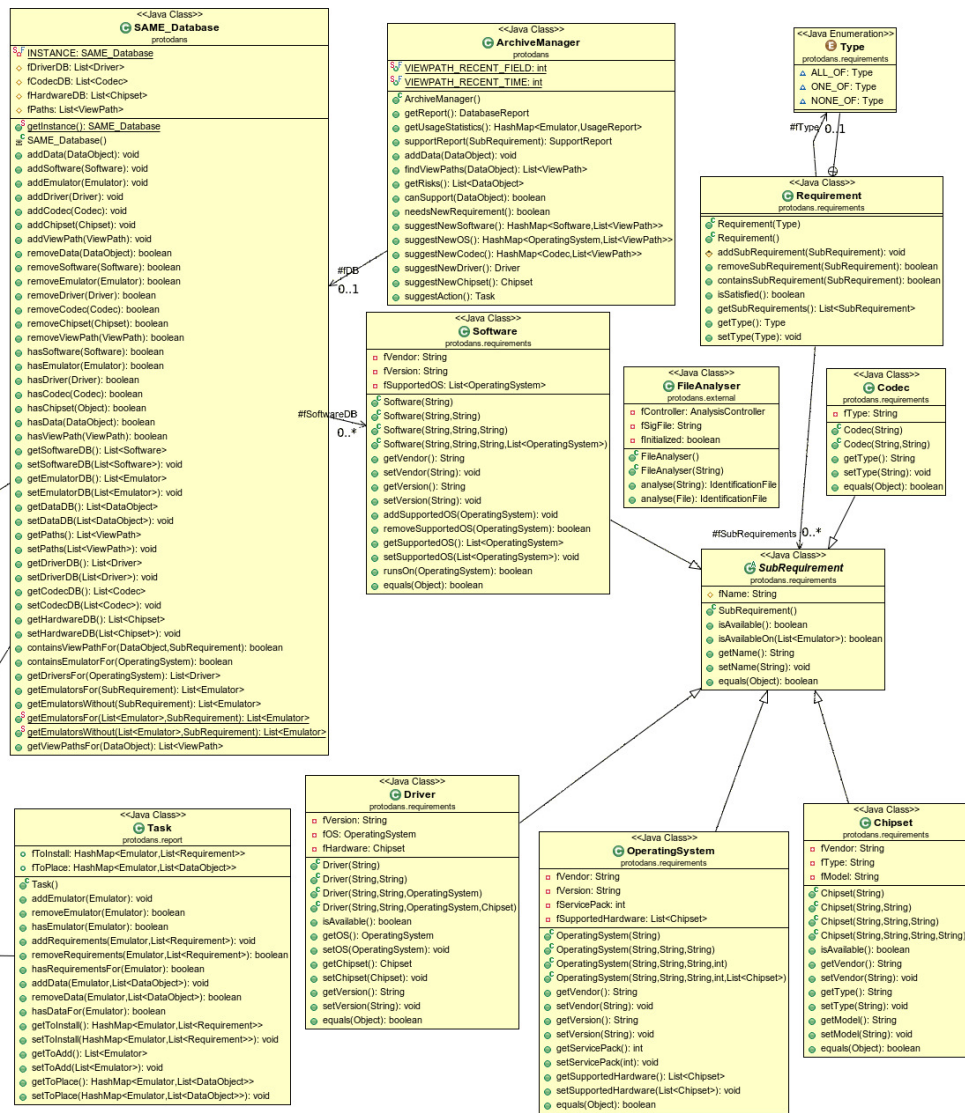 <<Java Class>>
SAME_Database
protodans
INSTANCE: SAME_Database
fDriverDB: List<Driver>
fCodecDB: List<Codec>
fHardwareDB: List<Chipset>
fPaths: List<ViewPath>
getInstance(): SAME_Database
SAME_Database()
addData(DataObject): void
addSoftware(Software): void
addEmulator(Emulator): void
addDriver(Driver): void
addCodec(Codec): void
addChipset(Chipset): void
addViewPath(ViewPath): void
removeData(DataObject): boolean
removeSoftware(Software): boolean
removeEmulator(Emulator): boolean
removeDriver(Driver): boolean
removeCodec(Codec): boolean
removeChipset(Chipset): boolean
removeViewPath(ViewPath): boolean
hasSoftware(Software): boolean
hasEmulator(Emulator): boolean
hasDriver(Driver): boolean
hasCodec(Codec): boolean
hasChipset(Object): boolean
hasData(DataObject): boolean
hasViewPath(ViewPath): boolean
getSoftwareDB(): List<Software>
setSoftwareDB(List<Software>): void
getEmulatorDB(): List<Emulator>
setEmulatorDB(List<Emulator>): void
getDataDB(): List<DataObject>
setDataDB(List<DataObject>): void
getPaths(): List<ViewPath>
setPaths(List<ViewPath>): void
getDriverDB(): List<Driver>
setDriverDB(List<Driver>): void
getCodecDB(): List<Codec>
setCodecDB(List<Codec>): void
getHardwareDB(): List<Chipset>
setHardwareDB(List<Chipset>): void
containsViewPathFor(DataObject,SubRequirement): boolean
containsEmulatorFor(OperatingSystem): boolean
getDriversFor(OperatingSystem): List<Driver>
getEmulatorsFor(SubRequirement): List<Emulator>
getEmulatorsWithout(SubRequirement): List<Emulator>
getEmulatorsFor(List<Emulator>,SubRequirement): List<Emulator>
getEmulatorsWithout(List<Emulator>,SubRequirement): List<Emulator>
getViewPathsFor(DataObject): List<ViewPath>
<<Java Class>>
ArchiveManager
protodans
VIEWPATH_RECENT_FIELD: int
VIEWPATH_RECENT_TIME: int
ArchiveManager()
getReport(): DatabaseReport
getUsageStatistics(): HashMap<Emulator,UsageReport>
supportReport(SubRequirement): SupportReport
addData(DataObject): void
findViewPaths(DataObject): List<ViewPath>
getRisks(): List<DataObject>
canSupport(DataObject): boolean
needsNewRequirement(): boolean
suggestNewSoftware(): HashMap<Software,List<ViewPath>>
suggestNewOS(): HashMap<OperatingSystem,List<ViewPath>>
suggestNewCodec(): HashMap<Codec,List<ViewPath>>
suggestNewDriver(): Driver
suggestNewChipset(): Chipset
suggestAction(): Task
#fDB
0..1
<<Java Enumeration>>
Type
protodans.requirements
ALL_OF: Type
ONE_OF: Type
NONE_OF: Type
#fType
0..1
<<Java Class>>
Requirement
protodans.requirements
Requirement(Type)
Requirement()
addSubRequirement(SubRequirement): void
removeSubRequirement(SubRequirement): boolean
containsSubRequirement(SubRequirement): boolean
isSatisfied(): boolean
getSubRequirements(): List<SubRequirement>
getType(): Type
setType(Type): void
<<Java Class>>
Software
protodans.requirements
fVendor: String
fVersion: String
fSupportedOS: List<OperatingSystem>
Software(String)
Software(String,String)
Software(String,String,String)
Software(String,String,String,List<OperatingSystem>)
getVendor(): String
setVendor(String): void
getVersion(): String
setVersion(String): void
addSupportedOS(OperatingSystem): void
removeSupportedOS(OperatingSystem): boolean
getSupportedOS(): List<OperatingSystem>
setSupportedOS(List<OperatingSystem>): void
runsOn(OperatingSystem): boolean
equals(Object): boolean
#fSoftwareDB
0..*
<<Java Class>>
FileAnalyser
protodans.external
fController: AnalysisController
fSigFile: String
fInitialized: boolean
FileAnalyser()
FileAnalyser(String)
analyse(String): IdentificationFile
analyse(File): IdentificationFile
<<Java Class>>
Codec
protodans.requirements
fType: String
Codec(String)
Codec(String,String)
getType(): String
setType(String): void
equals(Object): boolean
#fSubRequirements
0..*
<<Java Class>>
SubRequirement
protodans.requirements
fName: String
SubRequirement()
isAvailable(): boolean
isAvailableOn(List<Emulator>): boolean
getName(): String
setName(String): void
equals(Object): boolean
<<Java Class>>
Task
protodans.report
fToInstall: HashMap<Emulator,List<Requirement>>
fToPlace: HashMap<Emulator,List<DataObject>>
Task()
addEmulator(Emulator): void
removeEmulator(Emulator): boolean
hasEmulator(Emulator): boolean
addRequirements(Emulator,List<Requirement>): void
removeRequirements(Emulator,List<Requirement>): boolean
hasRequirementsFor(Emulator): boolean
addData(Emulator,List<DataObject>): void
removeData(Emulator,List<DataObject>): boolean
hasDataFor(Emulator): boolean
getToInstall(): HashMap<Emulator,List<Requirement>>
setToInstall(HashMap<Emulator,List<Requirement>>): void
getToAdd(): List<Emulator>
setToAdd(List<Emulator>): void
getToPlace(): HashMap<Emulator,List<DataObject>>
setToPlace(HashMap<Emulator,List<DataObject>>): void
<<Java Class>>
Driver
protodans.requirements
fVersion: String
fOS: OperatingSystem
fHardware: Chipset
Driver(String)
Driver(String,String)
Driver(String,String,OperatingSystem)
Driver(String,String,OperatingSystem,Chipset)
isAvailable(): boolean
getOS(): OperatingSystem
setOS(OperatingSystem): void
getChipset(): Chipset
setChipset(Chipset): void
getVersion(): String
setVersion(String): void
equals(Object): boolean
<<Java Class>>
OperatingSystem
protodans.requirements
fVendor: String
fVersion: String
fServicePack: int
fSupportedHardware: List<Chipset>
OperatingSystem(String)
OperatingSystem(String,String,String)
OperatingSystem(String,String,String,int)
OperatingSystem(String,String,String,int,List<Chipset>)
getVendor(): String
setVendor(String): void
getVersion(): String
setVersion(String): void
getServicePack(): int
setServicePack(int): void
getSupportedHardware(): List<Chipset>
setSupportedHardware(List<Chipset>): void
equals(Object): boolean
<<Java Class>>
Chipset
protodans.requirements
fVendor: String
fType: String
fModel: String
Chipset(String)
Chipset(String,String)
Chipset(String,String,String)
Chipset(String,String,String,String)
isAvailable(): boolean
getVendor(): String
setVendor(String): void
getType(): String
setType(String): void
getModel(): String
setModel(String): void
equals(Object): boolean